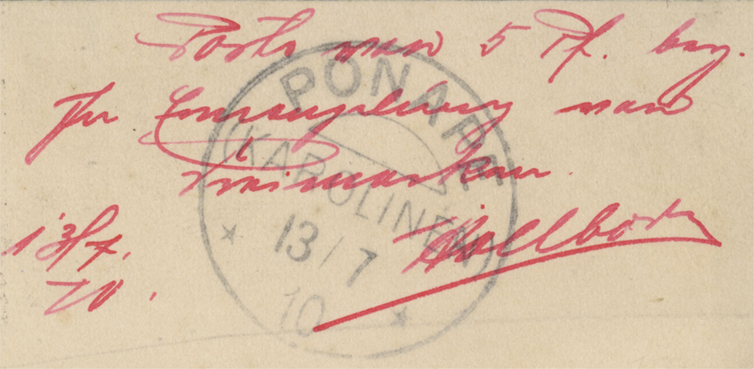 Porto von 5 Pf. bez.
In Ermangelung von
Freimarken.
13/7.
10.
PONAPE
(KAROLINEN)
* 13/7 *
10